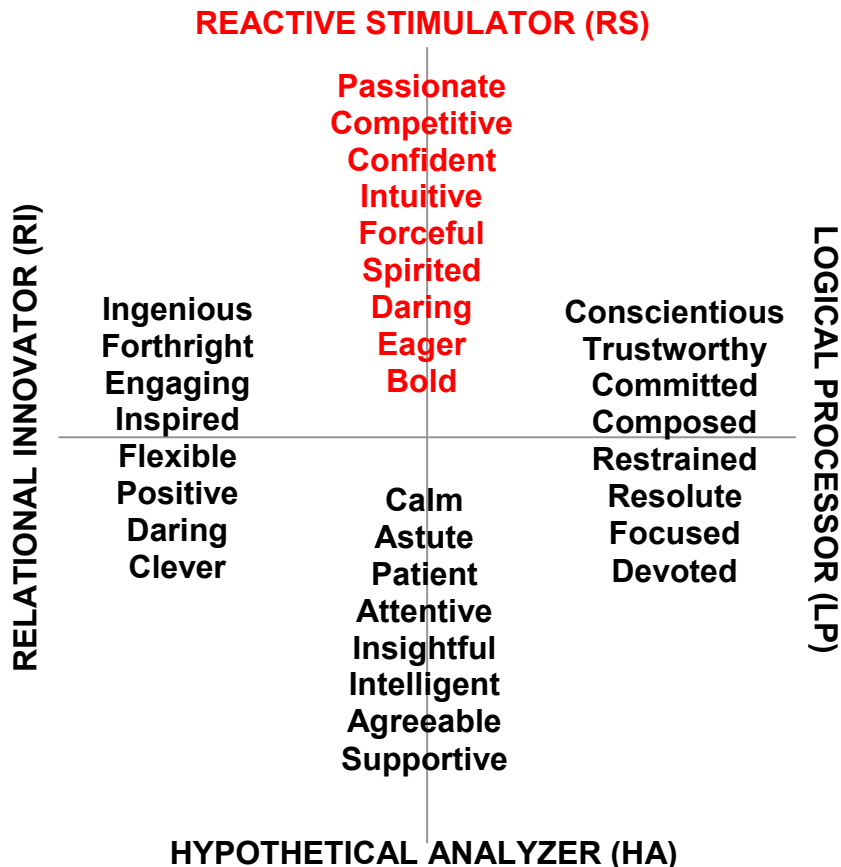 REACTIVE STIMULATOR (RS)
Passionate
Competitive
Confident
Intuitive
Forceful
Spirited
Daring
Eager
Bold
RELATIONAL INNOVATOR (RI)
Ingenious
Forthright
Engaging
Inspired
Flexible
Positive
Daring
Clever
Conscientious
Trustworthy
Committed
Composed
Restrained
Resolute
Focused
Devoted
LOGICAL PROCESSOR (LP)
Calm
Astute
Patient
Attentive
Insightful
Intelligent
Agreeable
Supportive
HYPOTHETICAL ANALYZER (HA)